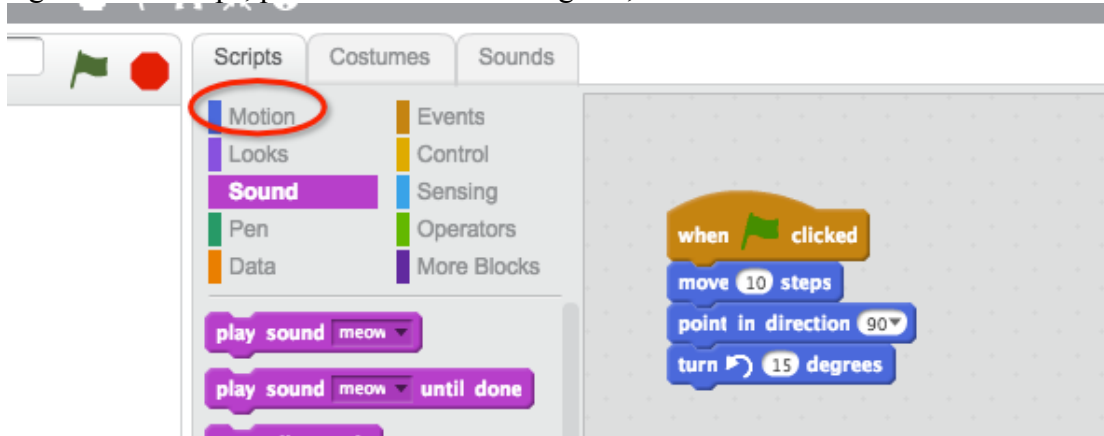 Scripts Costumes Sounds
Motion Events
Looks Control
Sound Sensing
Pen Operators
Data More Blocks
play sound meow
play sound meow until done
when clicked
move 10 steps
point in direction 90
turn 15 degrees